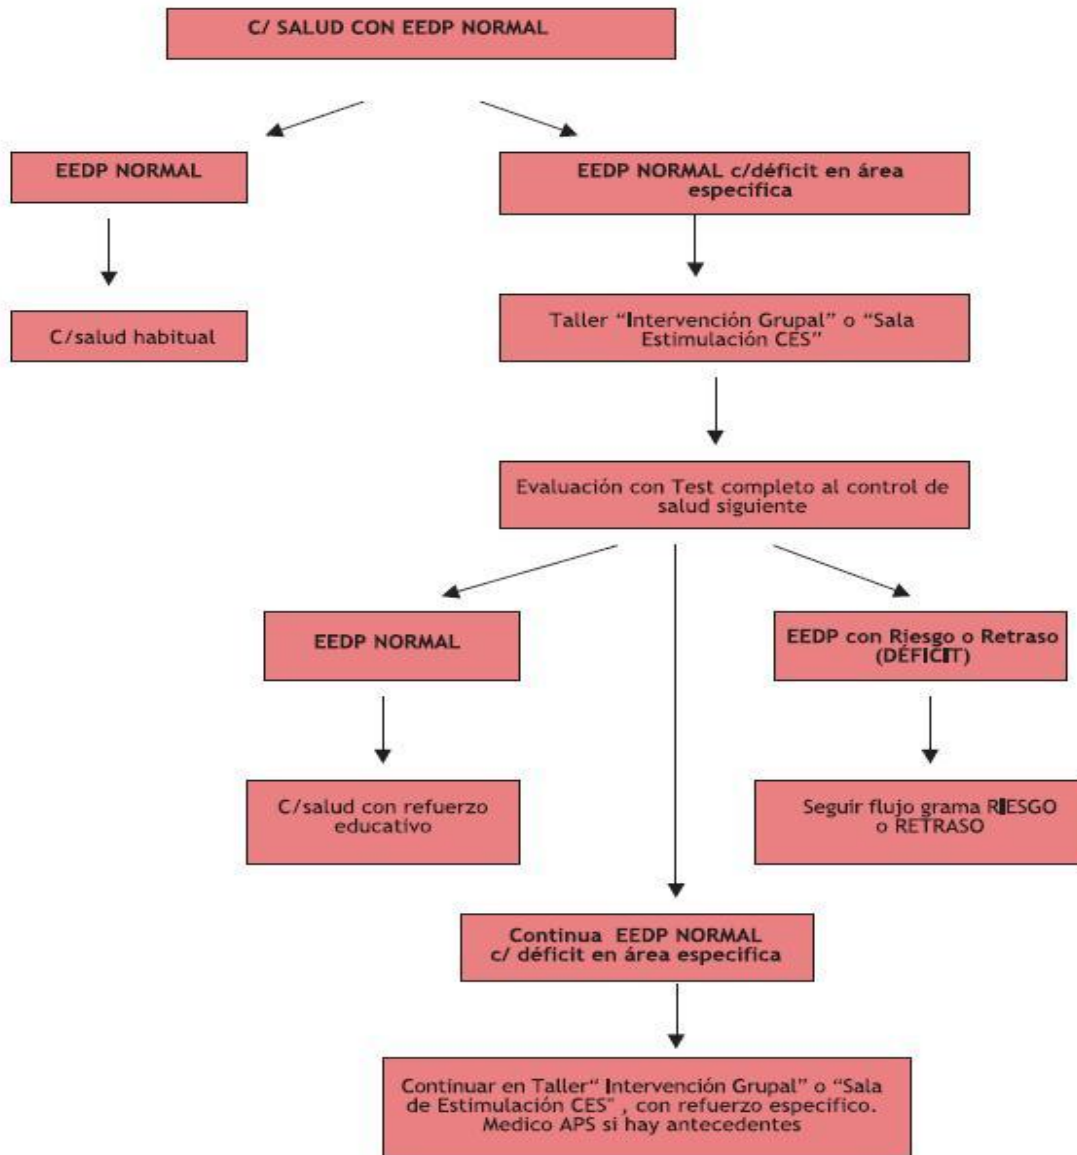 C/ SALUD CON EEDP NORMAL
EEDP NORMAL
EEDP NORMAL c/déficit en área
especifica
C/salud habitual
Taller “Intervención Grupal” o “Sala
Estimulación CES”
Evaluación con Test completo al control de
salud siguiente
EEDP NORMAL
EEDP con Riesgo o Retraso
(DÉFICIT)
C/salud con refuerzo
educativo
Seguir flujo grama RIESGO
o RETRASO
Continua EEDP NORMAL
c/ déficit en área especifica
Continuar en Taller“ Intervención Grupal” o “Sala
de Estimulación CES" , con refuerzo especifico.
Medico APS si hay antecedentes